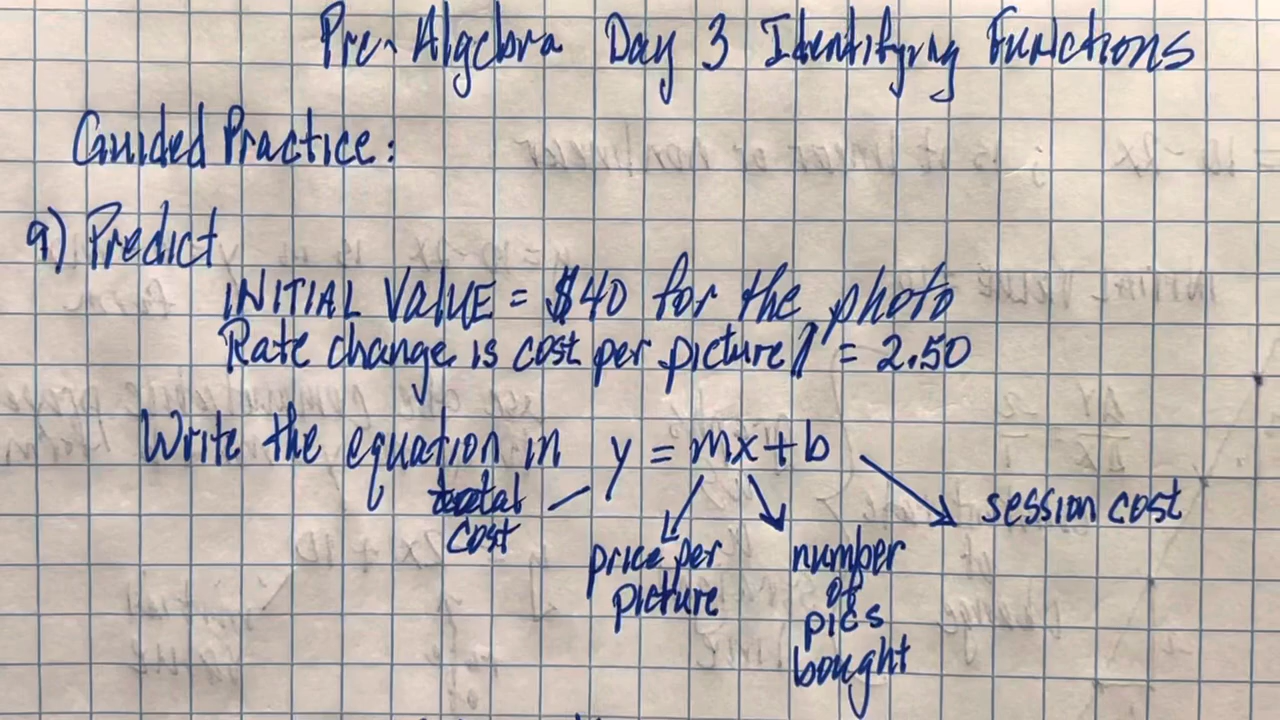 Pre-Algebra Day 3 Identifying Functions
Guided Practice:
a) Predict
INITIAL VALUE = $40 for the photo
Rate change is cost per picture = 2.50
Write the equation in y = mx + b
total
cost
price per
picture
number
of
pics
bought
session cost